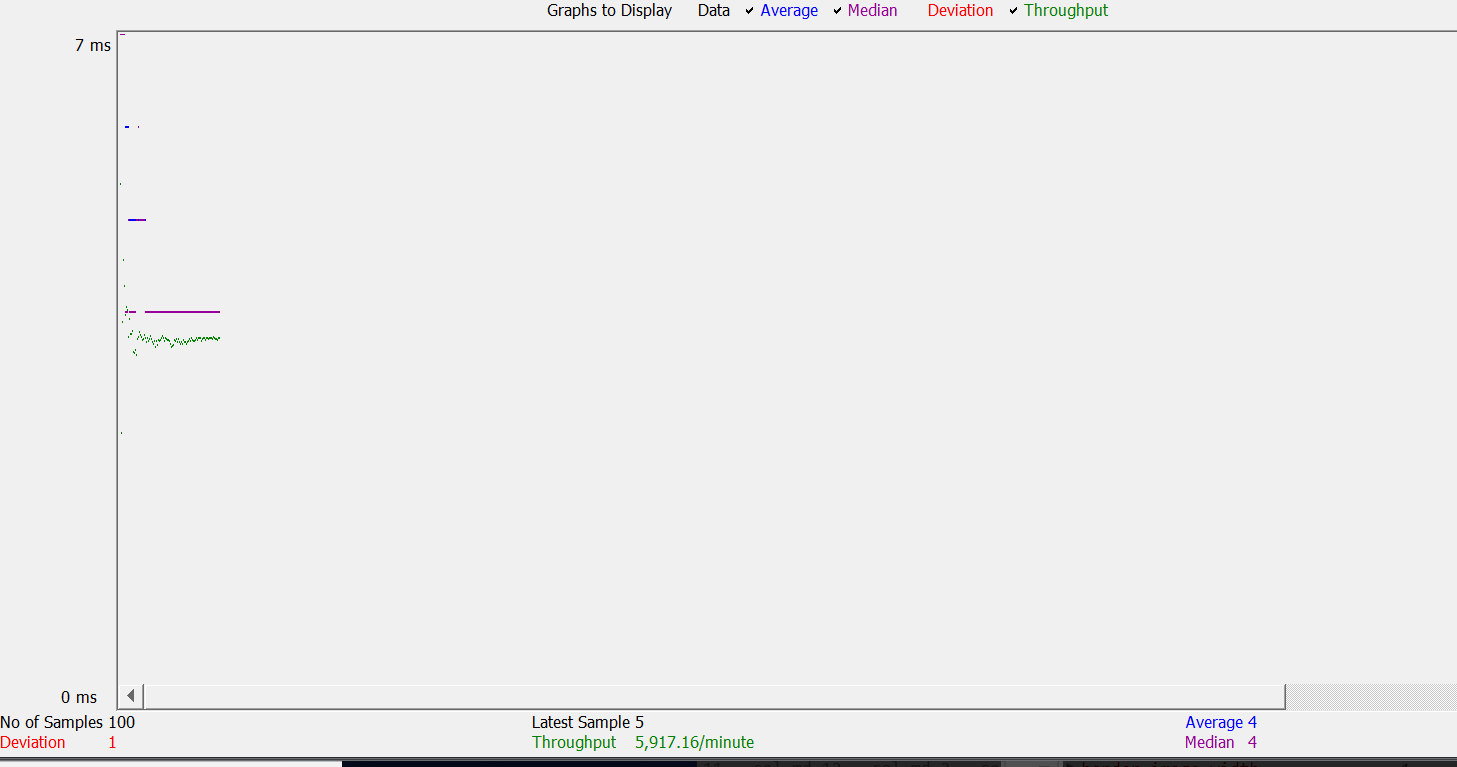 Graphs to Display Data Average Median Deviation Throughput
7 ms
0 ms
No of Samples 100 Latest Sample 5 Average 4
Deviation 1 Throughput 5,917.16/minute Median 4